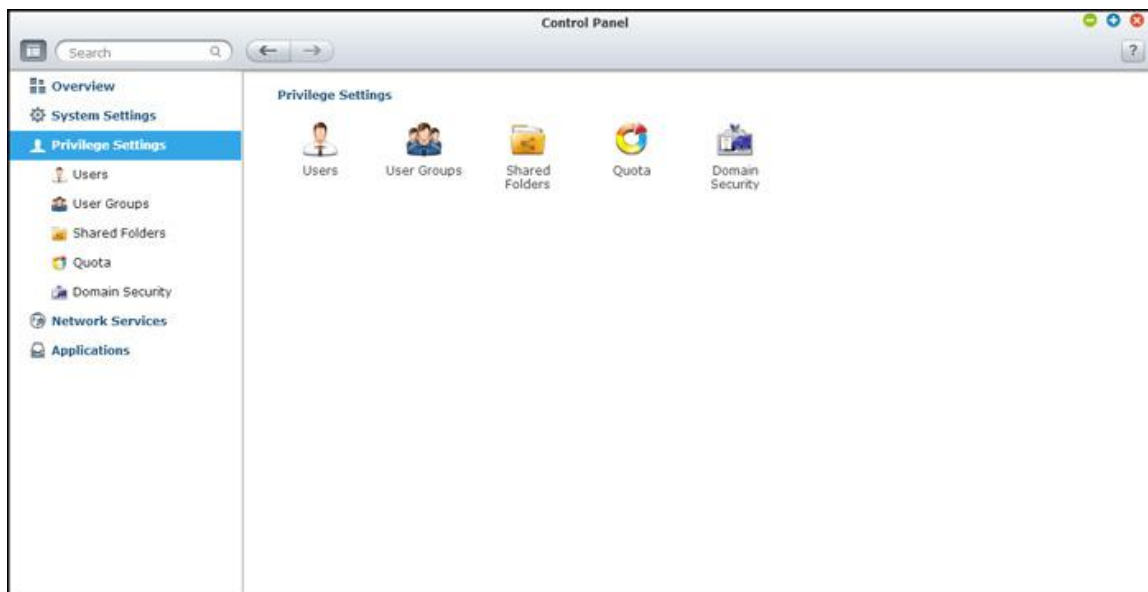 Control Panel
Search
?
Overview
System Settings
Privilege Settings
Users
User Groups
Shared Folders
Quota
Domain Security
Network Services
Applications
Privilege Settings
Users
User Groups
Shared
Folders
Quota
Domain
Security